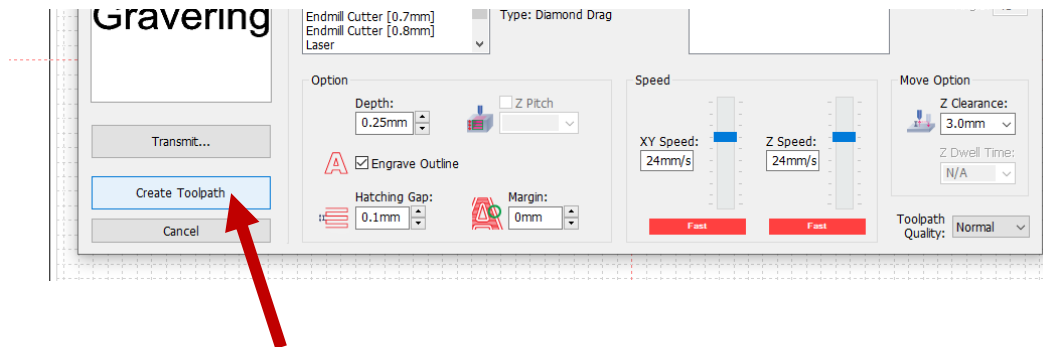 Gravering
Endmill Cutter [0.7mm]
Endmill Cutter [0.8mm]
Laser
Type: Diamond Drag
Transmit...
Create Toolpath
Cancel
Option
Depth:
0.25mm
Z Pitch
Engrave Outline
Hatching Gap:
0.1mm
Margin:
0mm
Speed
XY Speed:
24mm/s
Z Speed:
24mm/s
Fast
Fast
Move Option
Z Clearance:
3.0mm
Z Dwell Time:
N/A
Toolpath
Quality:
Normal